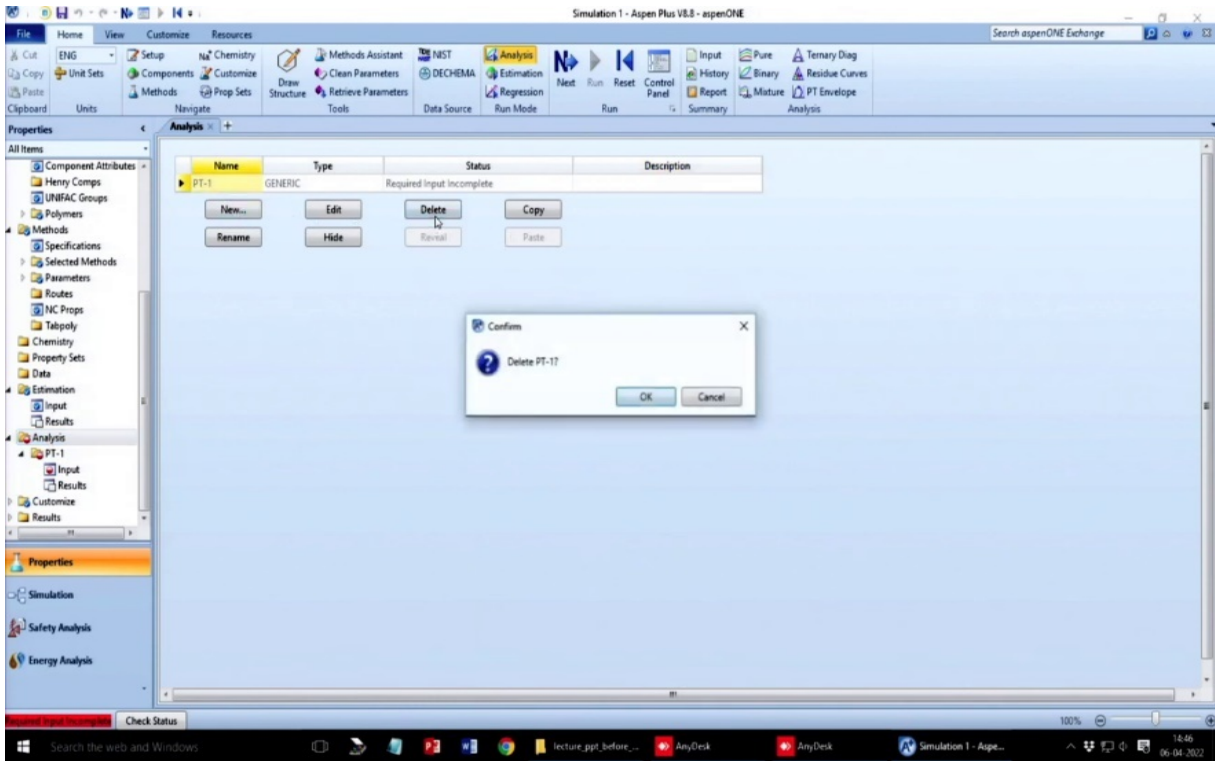 Simulation 1 - Aspen Plus V8.8 - aspenONE
File Home View Customize Resources Search aspenONE Exchange
Cut ENG Setup Chemistry Methods Assistant NIST Analysis Input Pure Ternary Diag
Copy Unit Sets Components Customize Clean Parameters DECHEMA Estimation History Binary Residue Curves
Paste Methods Prop Sets Draw Structure Retrieve Parameters Regression Next Run Reset Control Panel Report Mixture PT Envelope
Clipboard Units Navigate Tools Data Source Run Mode Run Summary Analysis
Properties Analysis
All Items
Component Attributes
Henry Comps
UNIFAC Groups
Polymers
Methods
Specifications
Selected Methods
Parameters
Routes
NC Props
Tabpoly
Chemistry
Property Sets
Data
Estimation
Input
Results
Analysis
PT-1
Input
Results
Customize
Results
Properties
Simulation
Safety Analysis
Energy Analysis
Name Type Status Description
PT-1 GENERIC Required Input Incomplete
New... Edit Delete Copy
Rename Hide Reveal Paste
Confirm
Delete PT-1?
OK Cancel
Required Input Incomplete Check Status 100%
Search the web and Windows lecture_ppt_before_... AnyDesk AnyDesk Simulation 1 - Aspe... 14:46
06-04-2022